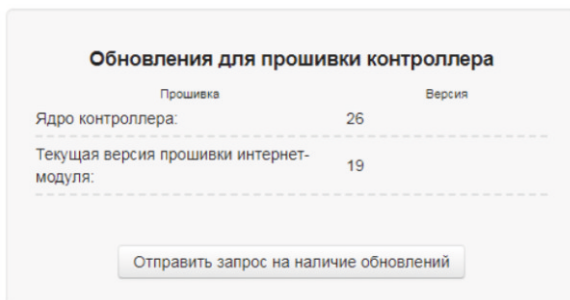 Обновления для прошивки контроллера
Прошивка Версия
Ядро контроллера: 26
Текущая версия прошивки интернет-
модуля: 19
Отправить запрос на наличие обновлений